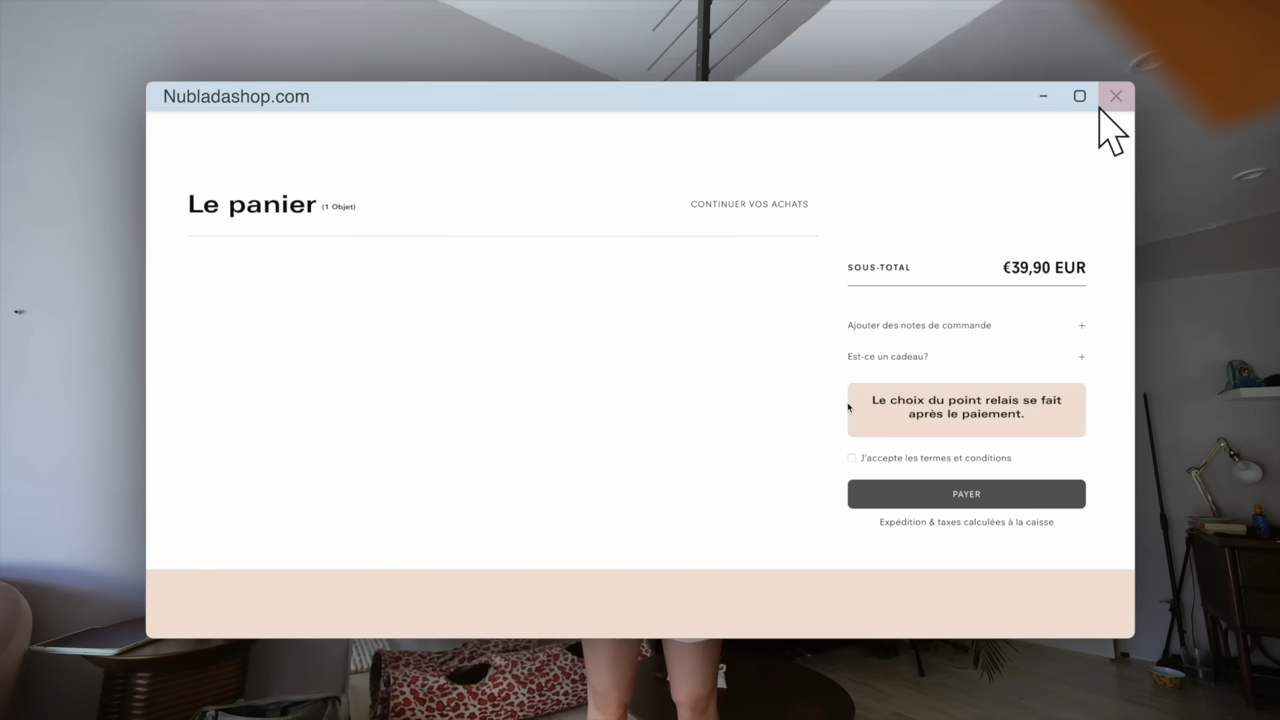 Nubladashop.com
Le panier (1 Objet)
CONTINUER VOS ACHATS
SOUS-TOTAL €39,90 EUR
Ajouter des notes de commande +
Est-ce un cadeau? +
Le choix du point relais se fait
après le paiement.
J'accepte les termes et conditions
PAYER
Expédition & taxes calculées à la caisse